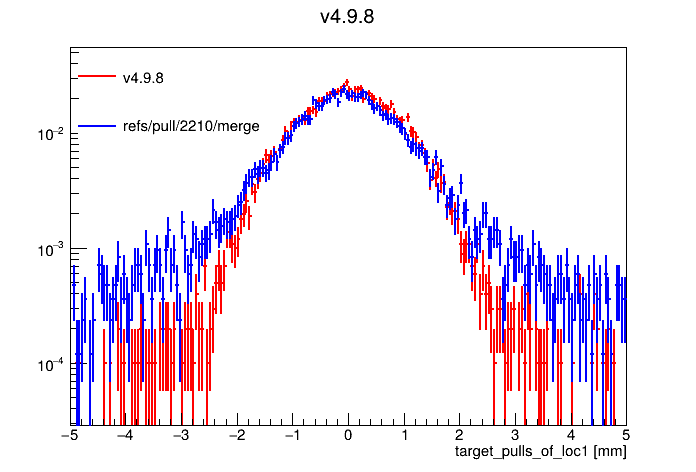 v4.9.8
v4.9.8
refs/pull/2210/merge
10−2
10−3
10−4
−5 −4 −3 −2 −1 0 1 2 3 4 5
target_pulls_of_loc1 [mm]